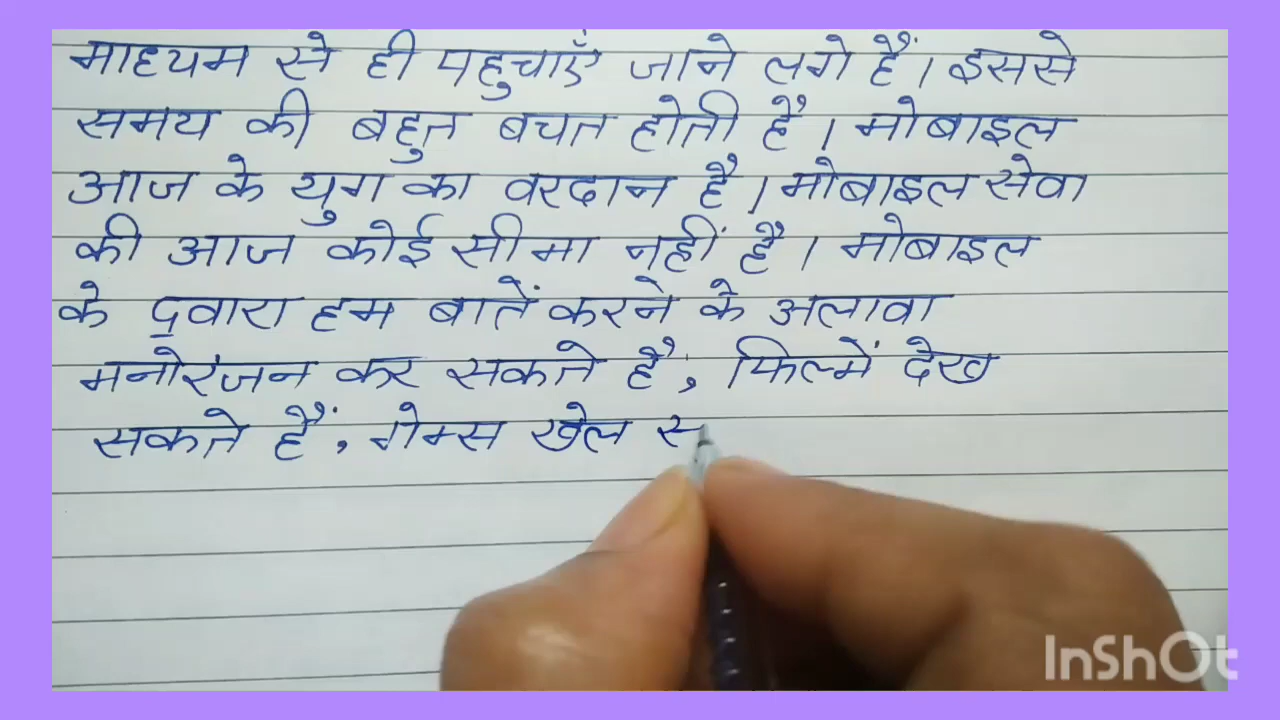 माध्यम से ही पहुचाएँ जाने लगे हैं। इससे
समय की बहुत बचत होती है। मोबाइल
आज के युग का वरदान है। मोबाइल सेवा
की आज कोई सीमा नहीं है। मोबाइल
के द्‌वारा हम बातें करने के अलावा
मनोरंजन कर सकते है, फिल्में देख
सकते हैं, गेम्स खेल स
InShOt